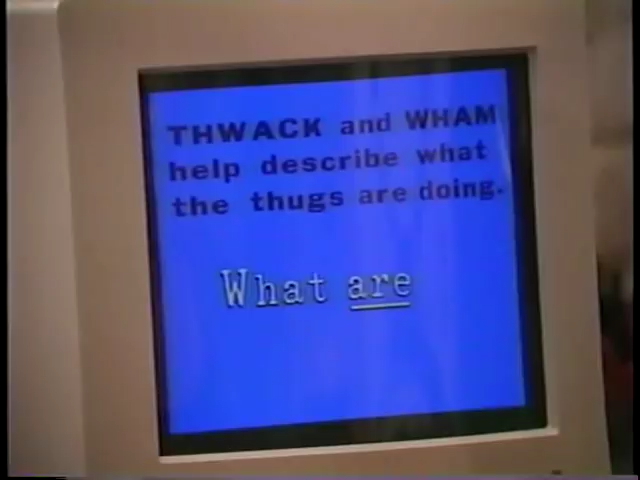 THWACK and WHAM
help describe what
the thugs are doing.
What are